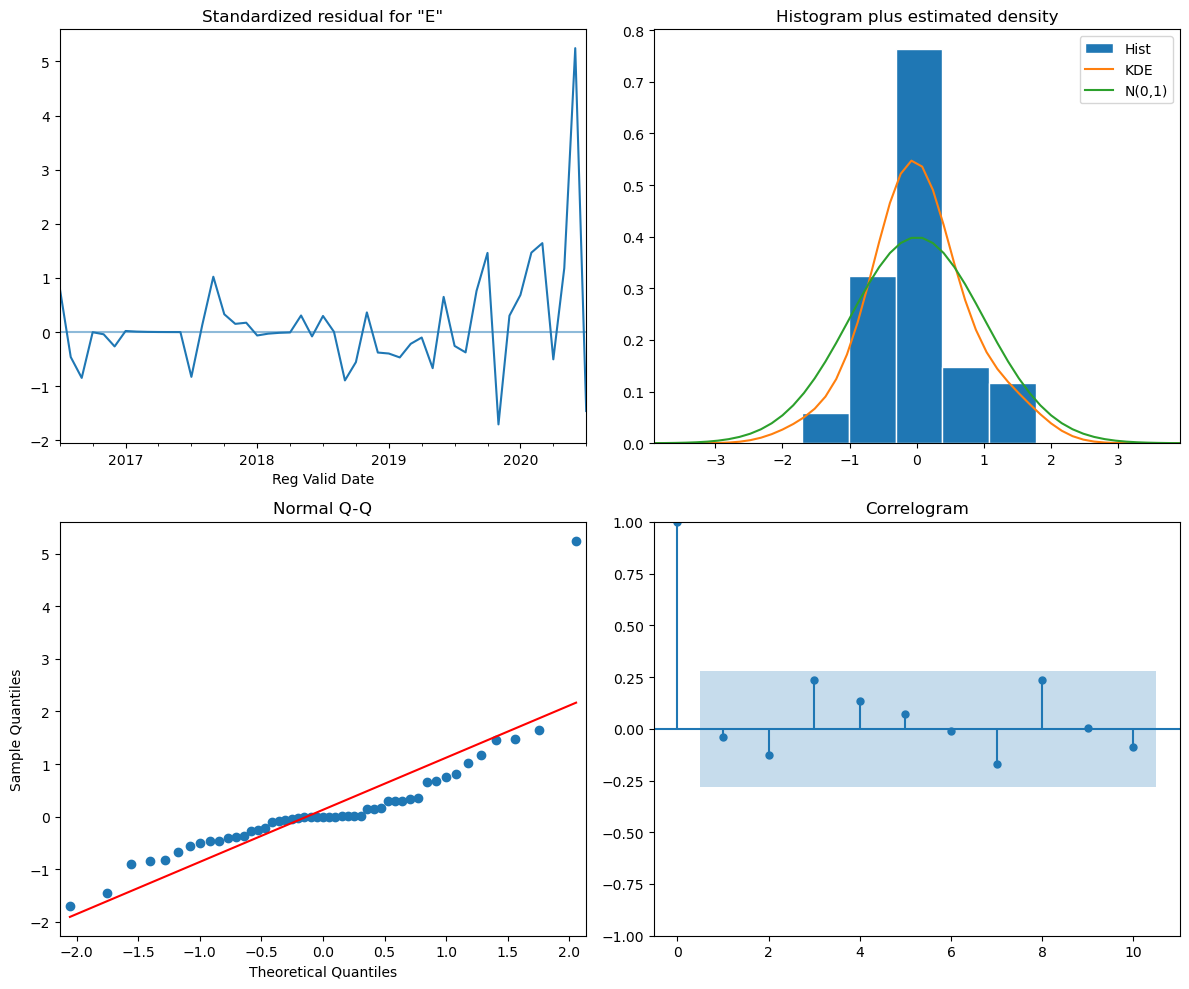 Standardized residual for "E"
5
4
3
2
1
0
−1
−2
2017 2018 2019 2020
Reg Valid Date
Histogram plus estimated density
Hist
KDE
N(0,1)
0.8
0.7
0.6
0.5
0.4
0.3
0.2
0.1
0.0
−3 −2 −1 0 1 2 3
Normal Q-Q
Sample Quantiles
5
4
3
2
1
0
−1
−2
−2.0 −1.5 −1.0 −0.5 0.0 0.5 1.0 1.5 2.0
Theoretical Quantiles
Correlogram
1.00
0.75
0.50
0.25
0.00
−0.25
−0.50
−0.75
−1.00
0 2 4 6 8 10